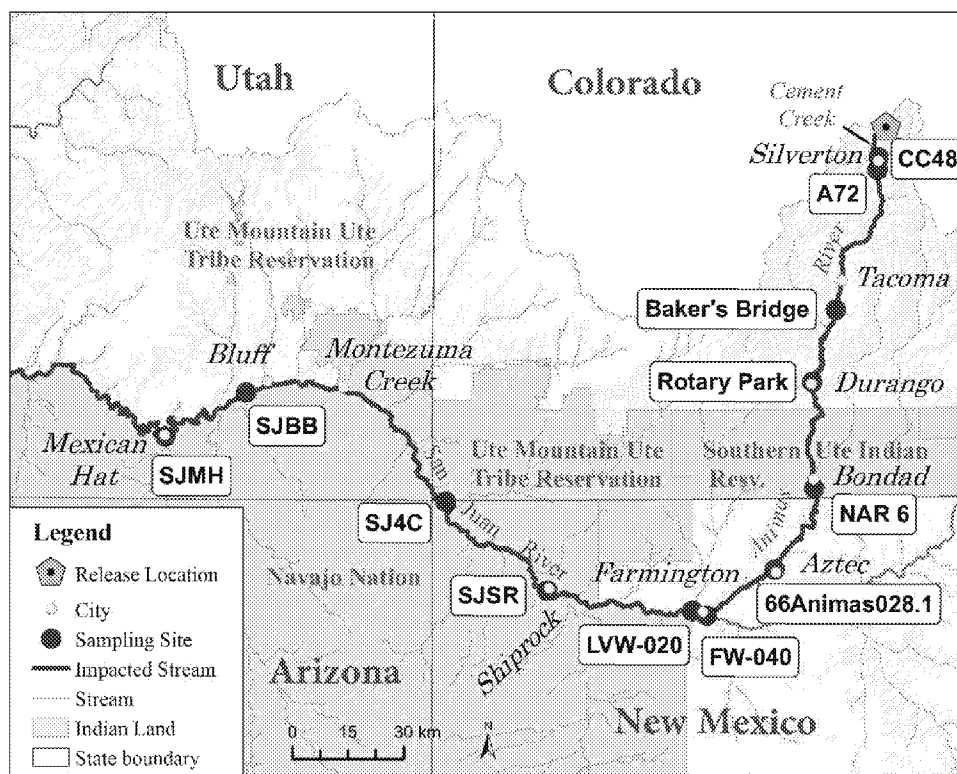 Utah
Colorado
Cement
Creek
Silverton
CC48
A72
River
Ute Mountain Ute
Tribe Reservation
Tacoma
Baker's Bridge
Bluff
Montezuma
Creek
Rotary Park
Durango
SJBB
Mexican
Hat
SJMH
San
Ute Mountain Ute
Tribe Reservation
Southern Ute Indian
Resv.
Bondad
NAR 6
SJ4C
Juan
River
Animas
Legend
Release Location
City
Sampling Site
Impacted Stream
Stream
Indian Land
State boundary
Navajo Nation
Farmington
Aztec
SJSR
66Animas028.1
Shiprock
LVW-020
FW-040
Arizona
New Mexico
0 15 30 km
N